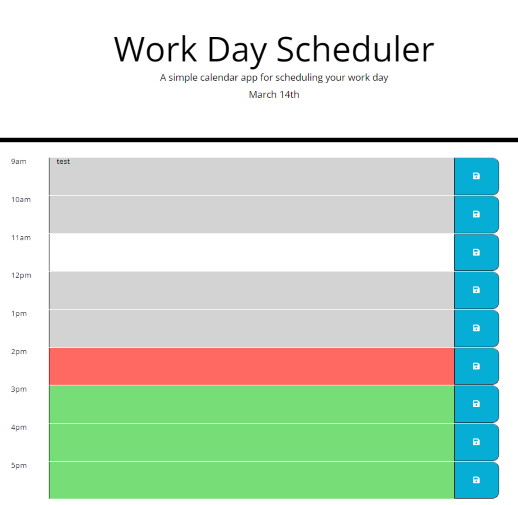 Work Day Scheduler
A simple calendar app for scheduling your work day
March 14th
9am test
10am
11am
12pm
1pm
2pm
3pm
4pm
5pm